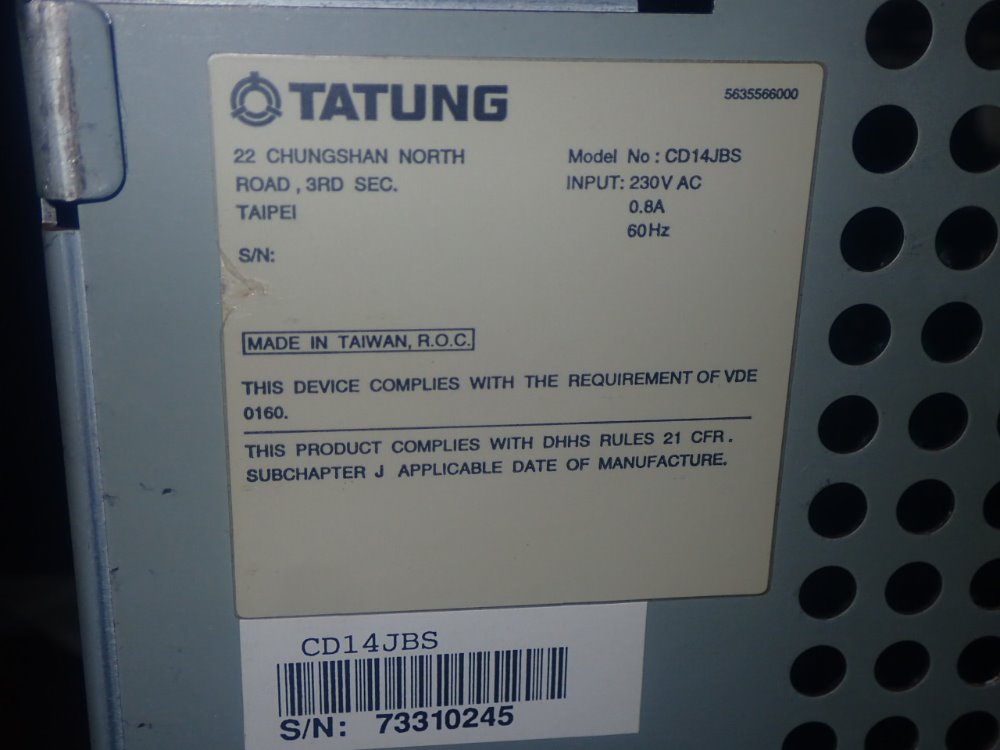 TATUNG
5635566000
22 CHUNGSHAN NORTH
ROAD, 3RD SEC.
TAIPEI
S/N:
Model No: CD14JBS
INPUT: 230V AC
0.8A
60Hz
MADE IN TAIWAN, R.O.C.
THIS DEVICE COMPLIES WITH THE REQUIREMENT OF VDE
0160.
THIS PRODUCT COMPLIES WITH DHHS RULES 21 CFR.
SUBCHAPTER J APPLICABLE DATE OF MANUFACTURE.
CD14JBS
S/N: 73310245